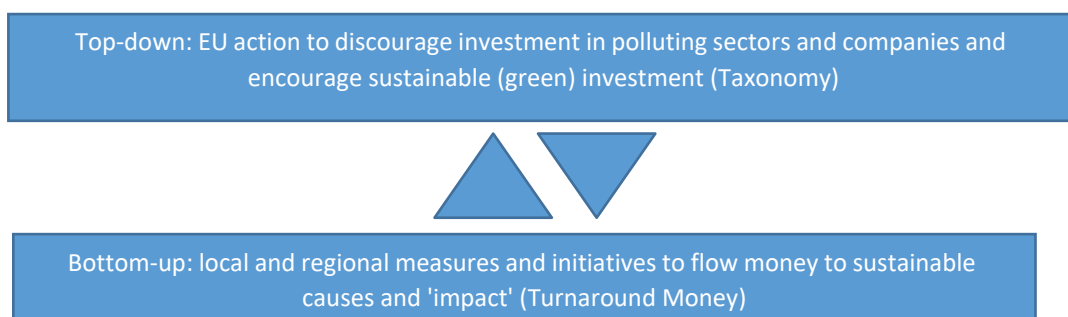 Top-down: EU action to discourage investment in polluting sectors and companies and
encourage sustainable (green) investment (Taxonomy)
Bottom-up: local and regional measures and initiatives to flow money to sustainable
causes and 'impact' (Turnaround Money)